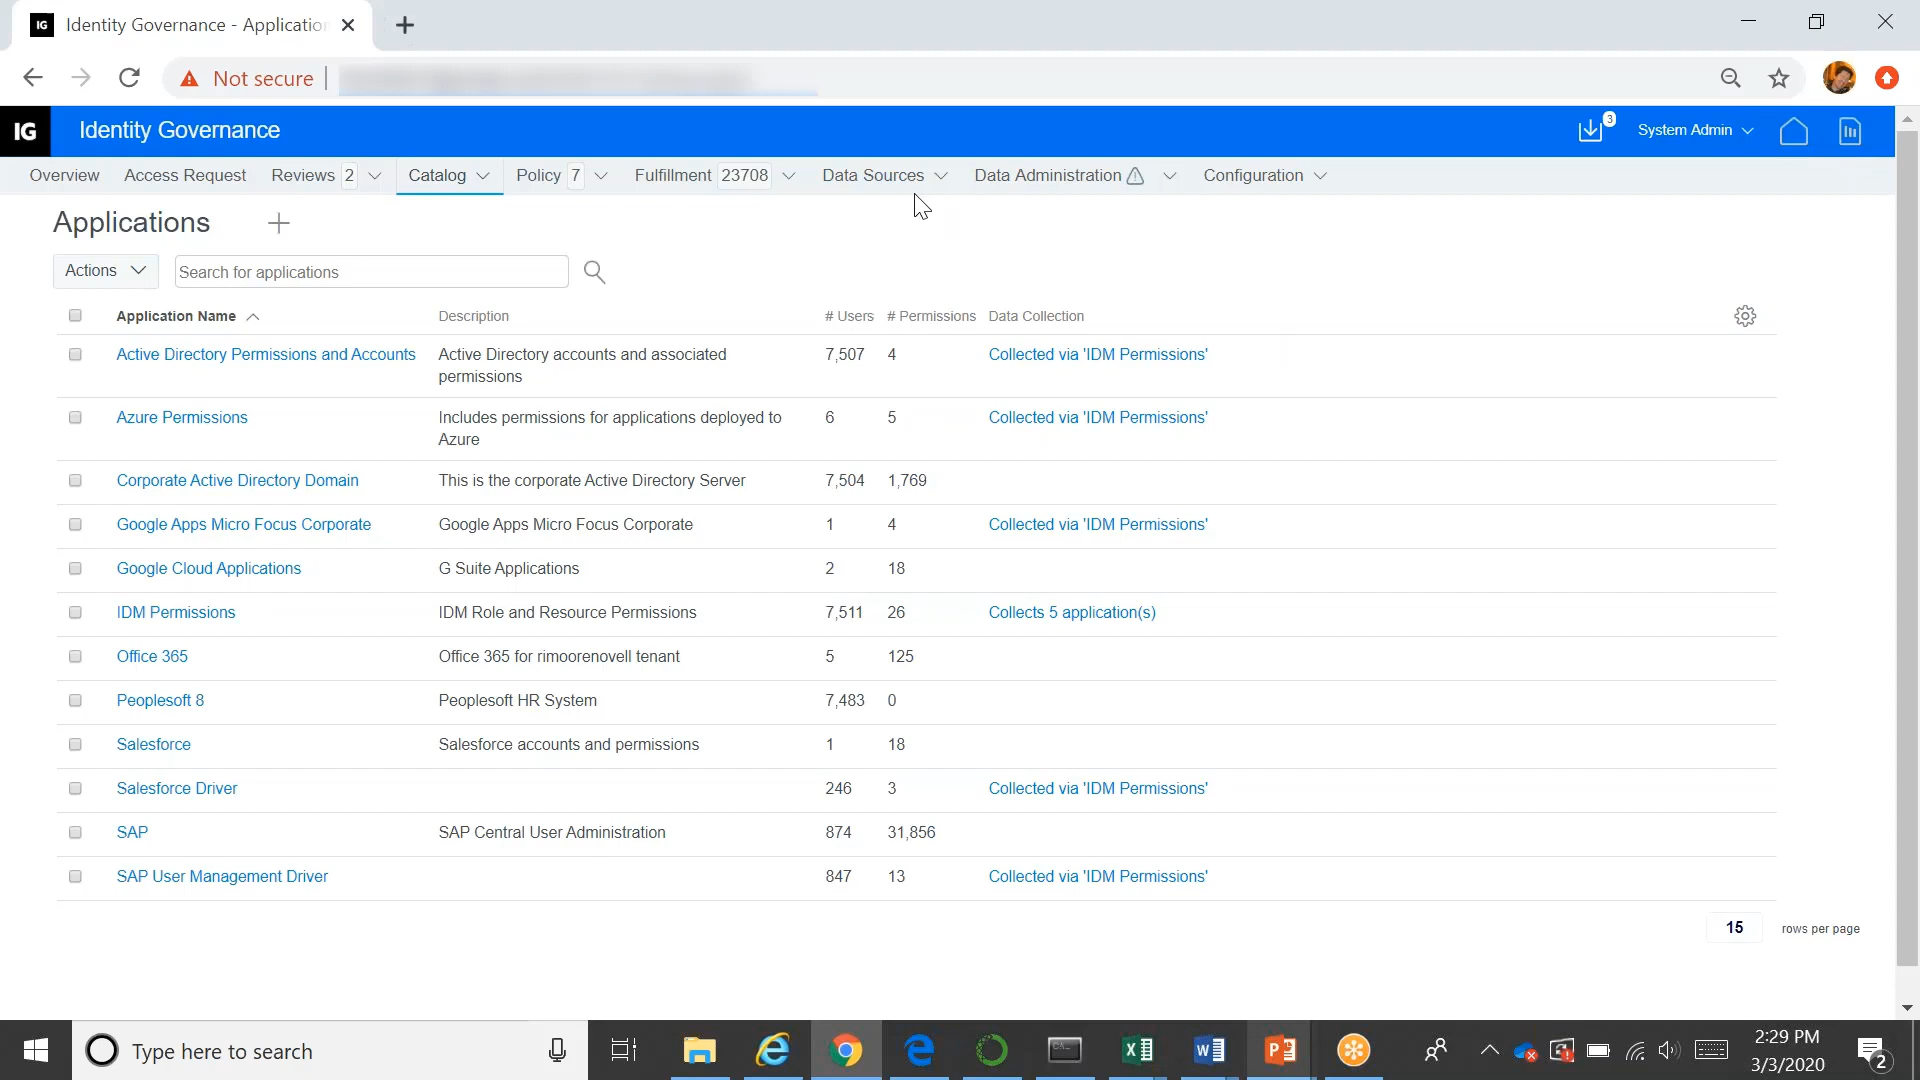 IG Identity Governance - Application
Not secure
IG Identity Governance
3
System Admin
Overview Access Request Reviews 2 Catalog Policy 7 Fulfillment 23708 Data Sources Data Administration Configuration
Applications
Actions
Search for applications
Application Name Description # Users # Permissions Data Collection
Active Directory Permissions and Accounts Active Directory accounts and associated 7,507 4 Collected via 'IDM Permissions'
permissions
Azure Permissions Includes permissions for applications deployed to 6 5 Collected via 'IDM Permissions'
Azure
Corporate Active Directory Domain This is the corporate Active Directory Server 7,504 1,769
Google Apps Micro Focus Corporate Google Apps Micro Focus Corporate 1 4 Collected via 'IDM Permissions'
Google Cloud Applications G Suite Applications 2 18
IDM Permissions IDM Role and Resource Permissions 7,511 26 Collects 5 application(s)
Office 365 Office 365 for rimoorenovell tenant 5 125
Peoplesoft 8 Peoplesoft HR System 7,483 0
Salesforce Salesforce accounts and permissions 1 18
Salesforce Driver 246 3 Collected via 'IDM Permissions'
SAP SAP Central User Administration 874 31,856
SAP User Management Driver 847 13 Collected via 'IDM Permissions'
15 rows per page
Type here to search
2:29 PM
3/3/2020
2